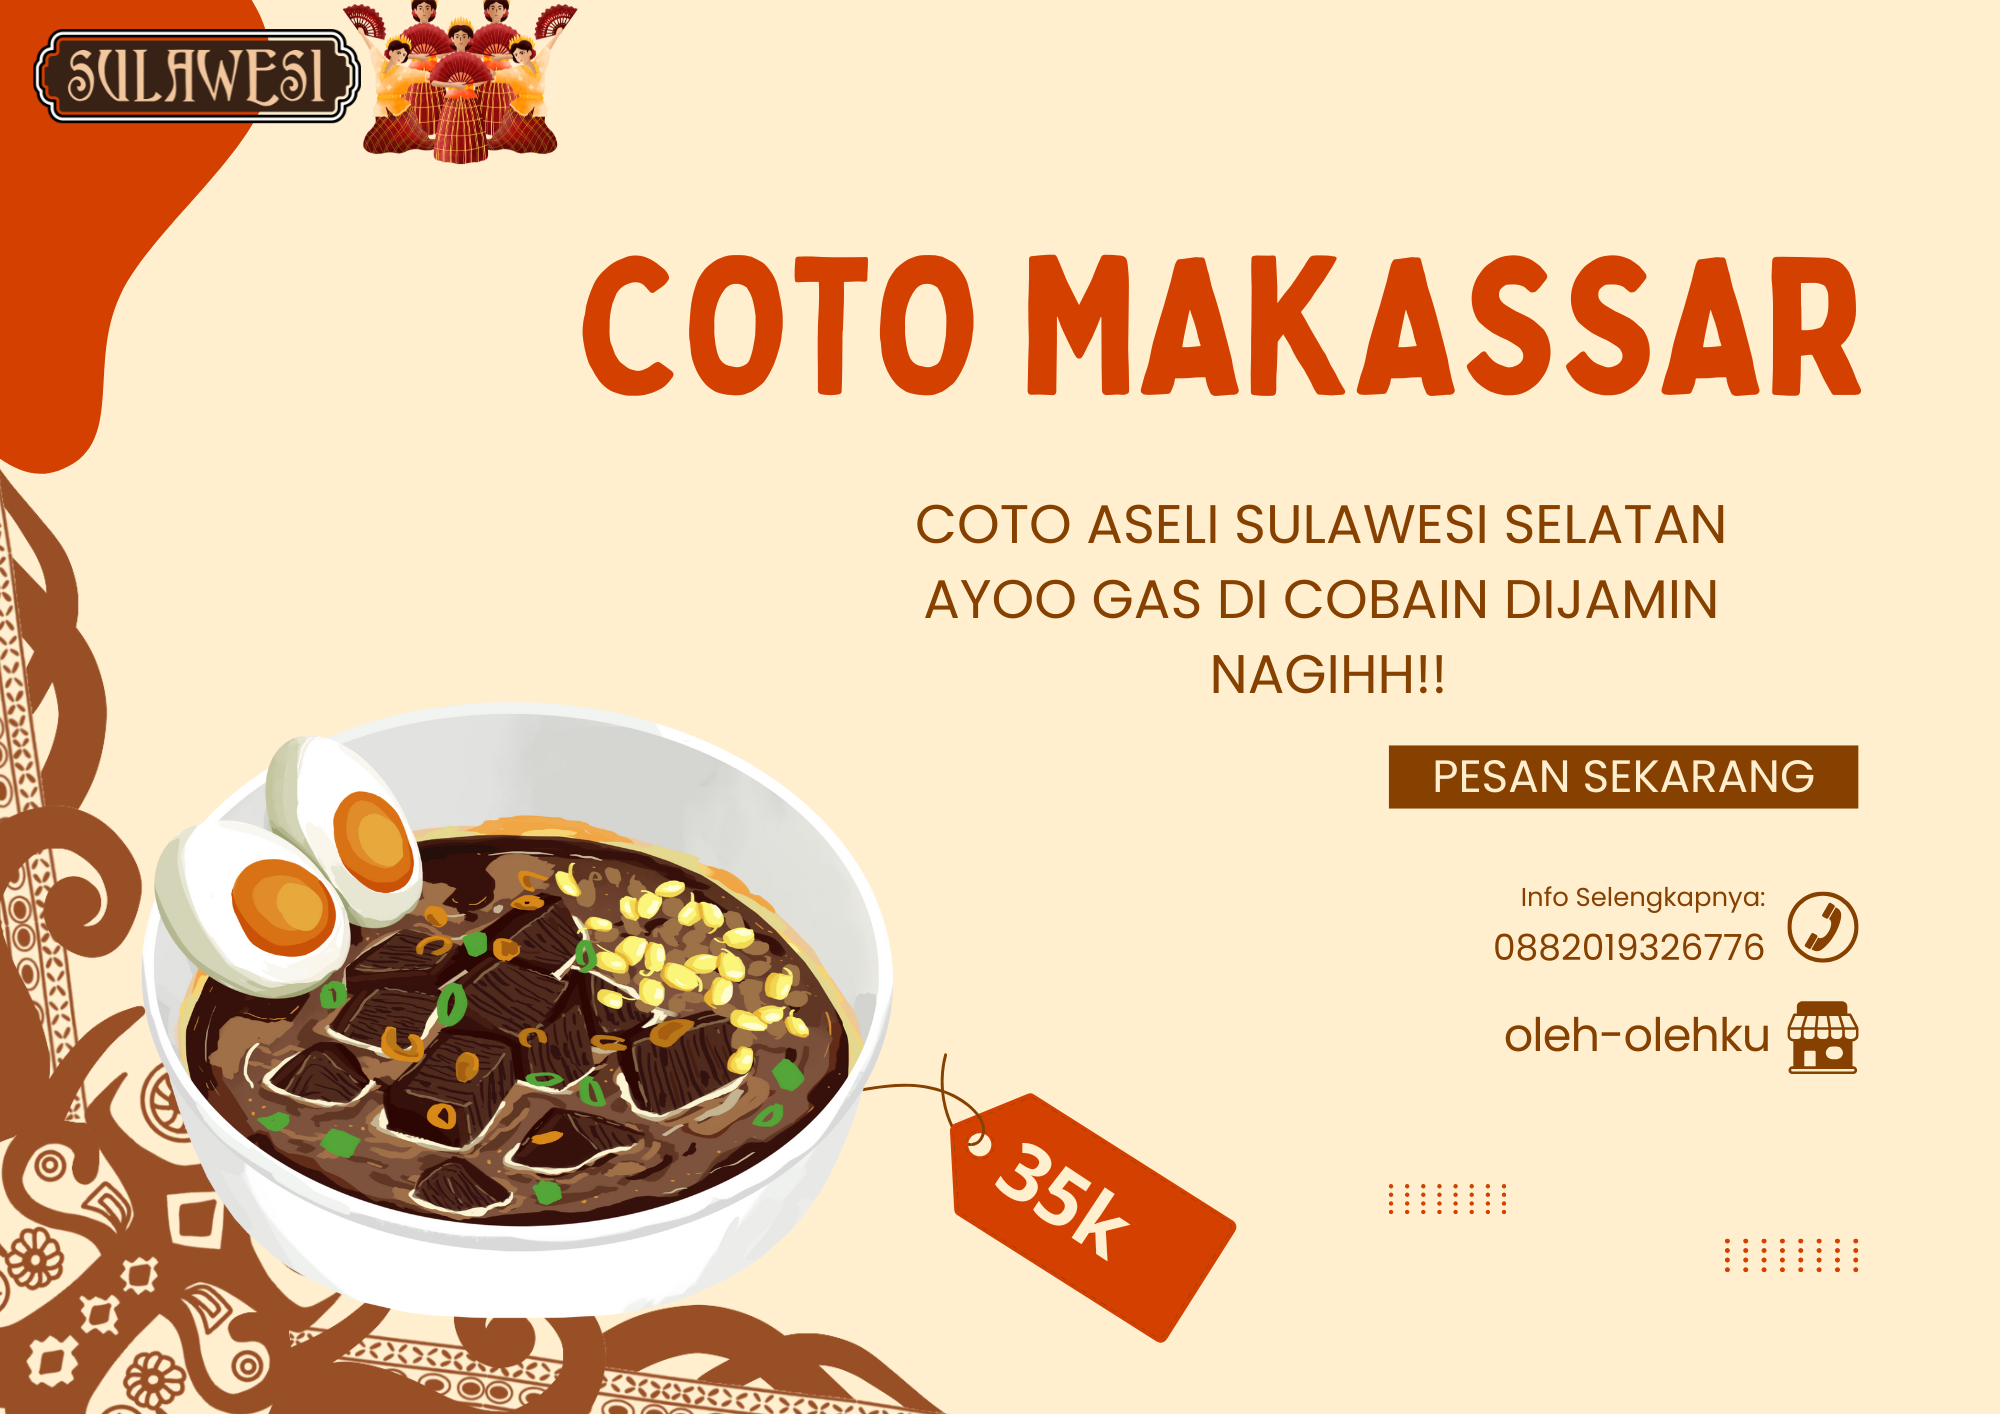 SULAWESI
COTO MAKASSAR
COTO ASELI SULAWESI SELATAN
AYOO GAS DI COBAIN DIJAMIN
NAGIHH!!
PESAN SEKARANG
Info Selengkapnya:
0882019326776
oleh-olehku
35k